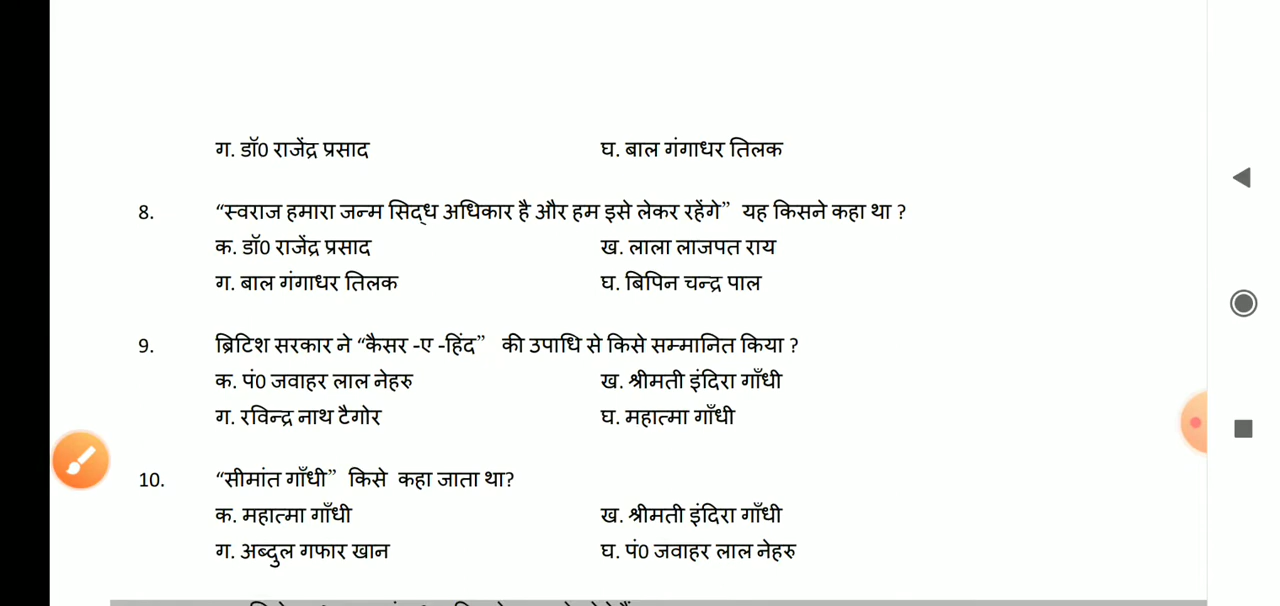 ग. डॉ0 राजेंद्र प्रसाद घ. बाल गंगाधर तिलक
8. “स्वराज हमारा जन्म सिद्ध अधिकार है और हम इसे लेकर रहेंगे” यह किसने कहा था ?
क. डॉ0 राजेंद्र प्रसाद ख. लाला लाजपत राय
ग. बाल गंगाधर तिलक घ. बिपिन चन्द्र पाल
9. ब्रिटिश सरकार ने “कैसर -ए -हिंद” की उपाधि से किसे सम्मानित किया ?
क. पं0 जवाहर लाल नेहरु ख. श्रीमती इंदिरा गाँधी
ग. रविन्द्र नाथ टैगोर घ. महात्मा गाँधी
10. “सीमांत गाँधी” किसे कहा जाता था?
क. महात्मा गाँधी ख. श्रीमती इंदिरा गाँधी
ग. अब्दुल गफार खान घ. पं0 जवाहर लाल नेहरु